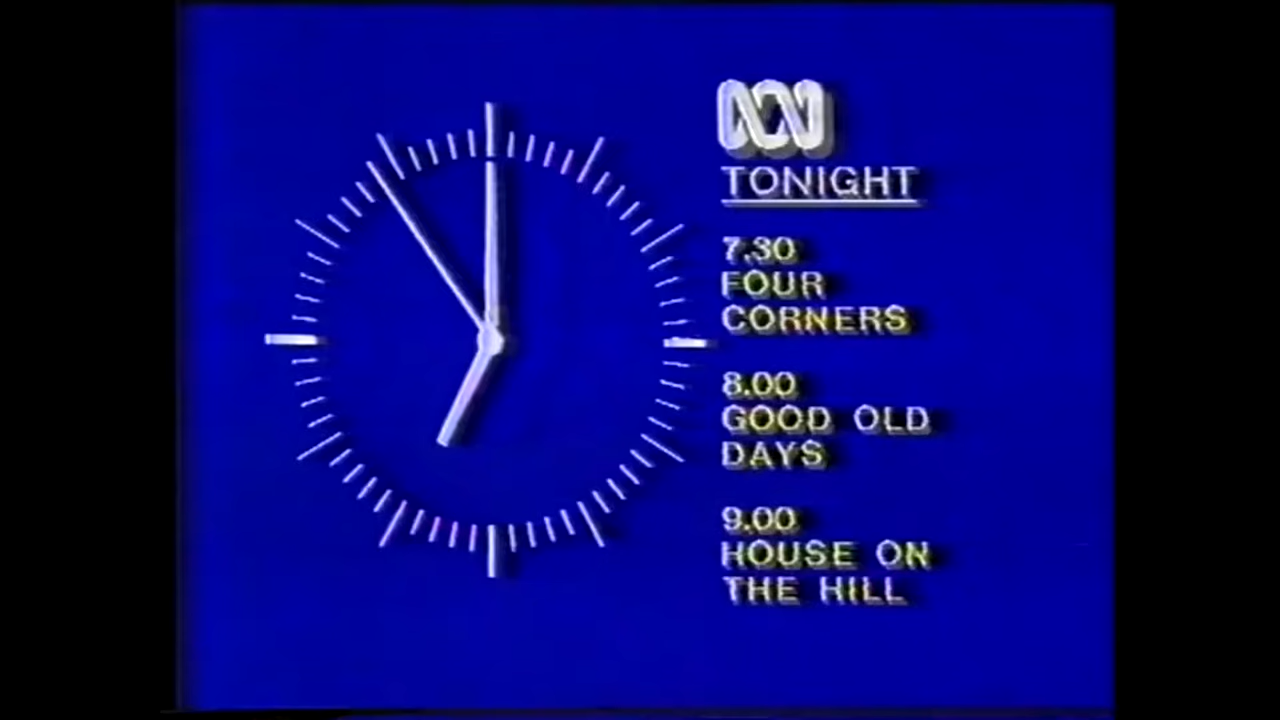 TONIGHT
7.30
FOUR
CORNERS
8.00
GOOD OLD
DAYS
9.00
HOUSE ON
THE HILL